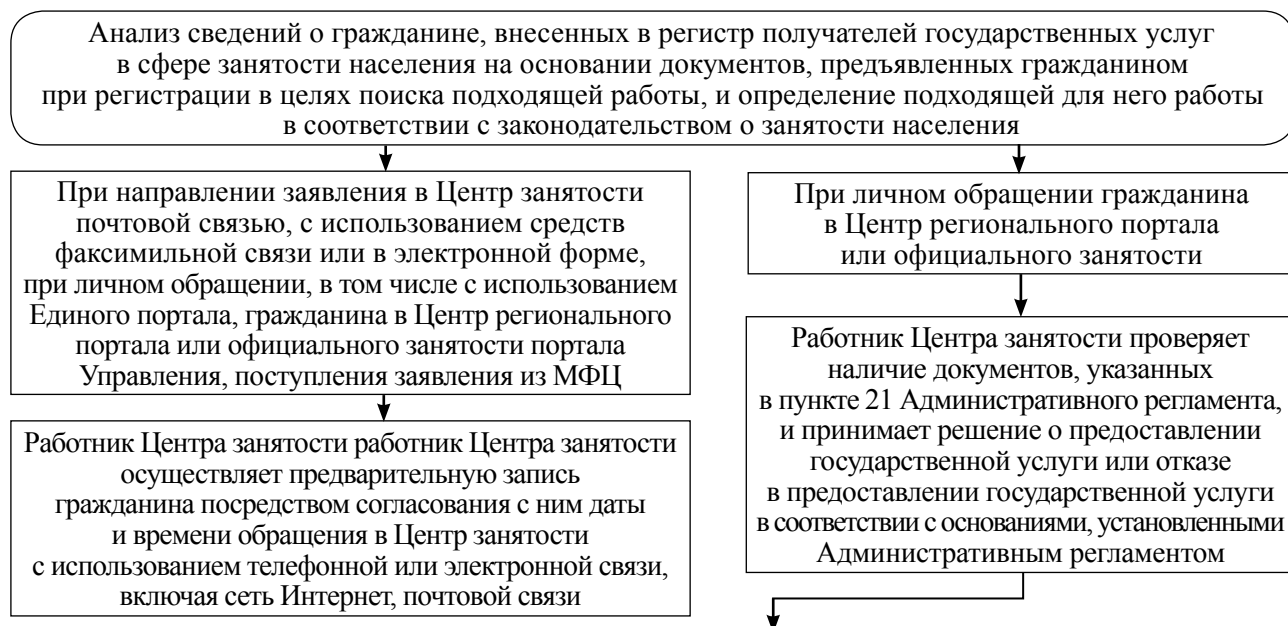 Анализ сведений о гражданине, внесенных в регистр получателей государственных услуг
в сфере занятости населения на основании документов, предъявленных гражданином
при регистрации в целях поиска подходящей работы, и определение подходящей для него работы
в соответствии с законодательством о занятости населения
При направлении заявления в Центр занятости
почтовой связью, с использованием средств
факсимильной связи или в электронной форме,
при личном обращении, в том числе с использованием
Единого портала, гражданина в Центр регионального
портала или официального занятости портала
Управления, поступления заявления из МФЦ
Работник Центра занятости работник Центра занятости
осуществляет предварительную запись
гражданина посредством согласования с ним даты
и времени обращения в Центр занятости
с использованием телефонной или электронной связи,
включая сеть Интернет, почтовой связи
При личном обращении гражданина
в Центр регионального портала
или официального занятости
Работник Центра занятости проверяет
наличие документов, указанных
в пункте 21 Административного регламента,
и принимает решение о предоставлении
государственной услуги или отказе
в предоставлении государственной услуги
в соответствии с основаниями, установленными
Административным регламентом